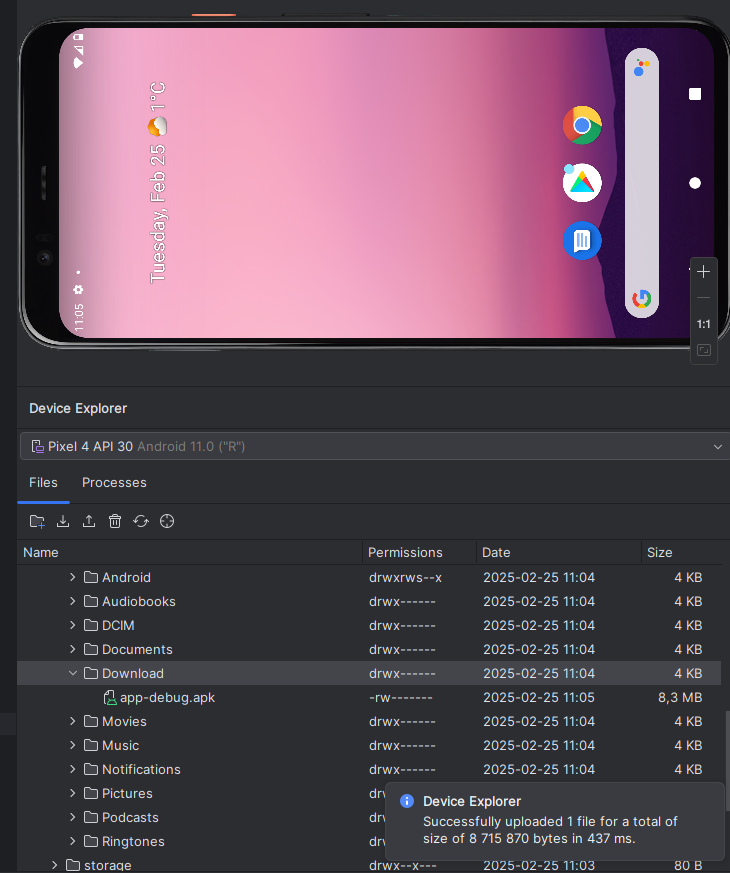 11:05
Tuesday, Feb 25 1°C
1:1
Device Explorer
Pixel 4 API 30 Android 11.0 ("R")
Files Processes
Name Permissions Date Size
Android drwxrws--x 2025-02-25 11:04 4 KB
Audiobooks drwx------ 2025-02-25 11:04 4 KB
DCIM drwx------ 2025-02-25 11:04 4 KB
Documents drwx------ 2025-02-25 11:04 4 KB
Download drwx------ 2025-02-25 11:04 4 KB
app-debug.apk -rw------- 2025-02-25 11:05 8,3 MB
Movies drwx------ 2025-02-25 11:04 4 KB
Music drwx------ 2025-02-25 11:04 4 KB
Notifications drwx------ 2025-02-25 11:04 4 KB
Pictures drw
Podcasts drw
Ringtones drw
storage drwx--x--- 2025-02-25 11:03 80 B
Device Explorer
Successfully uploaded 1 file for a total of
size of 8 715 870 bytes in 437 ms.